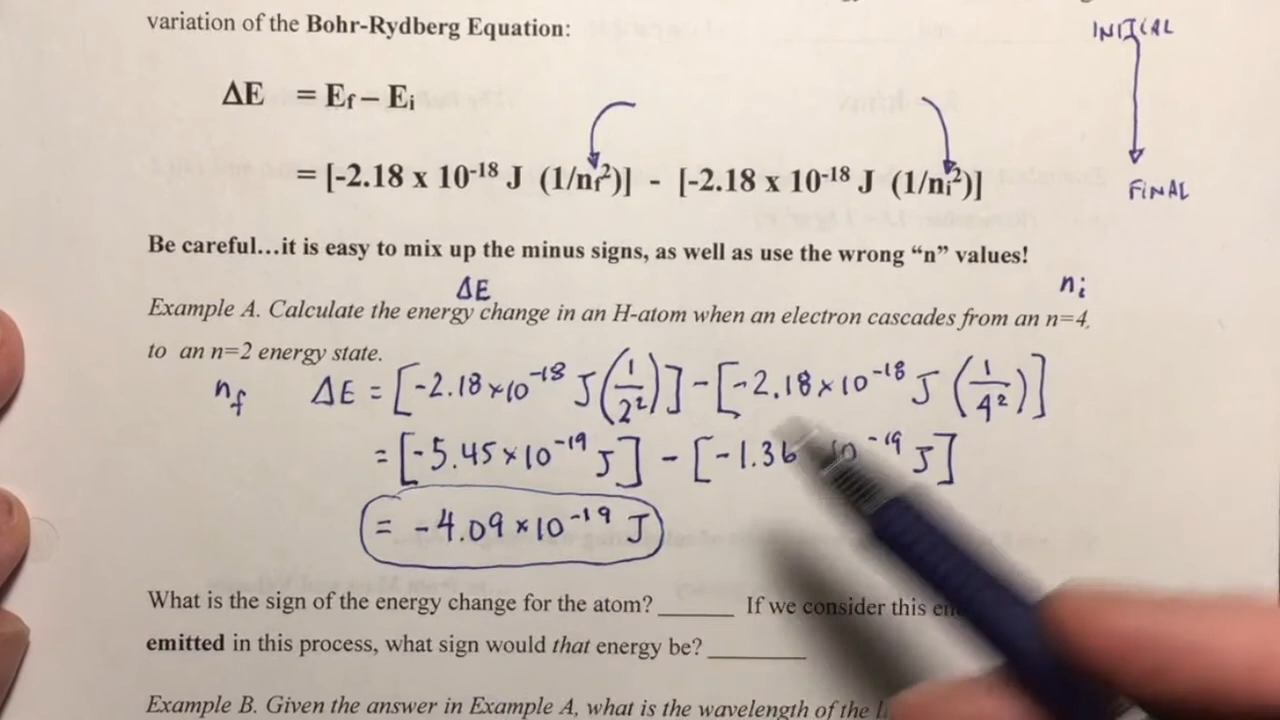 variation of the Bohr-Rydberg Equation:
INITIAL
ΔE = Ef – Ei
= [-2.18 x 10⁻¹⁸ J (1/nf²)] - [-2.18 x 10⁻¹⁸ J (1/ni²)]
FINAL
Be careful…it is easy to mix up the minus signs, as well as use the wrong “n” values!
ΔE ni
Example A. Calculate the energy change in an H-atom when an electron cascades from an n=4
to an n=2 energy state.
nf ΔE = [-2.18×10⁻¹⁸ J (1/2²)] - [-2.18×10⁻¹⁸ J (1/4²)]
= [-5.45×10⁻¹⁹ J] - [-1.36 10⁻¹⁹ J]
= -4.09×10⁻¹⁹ J
What is the sign of the energy change for the atom? ______ If we consider this
emitted in this process, what sign would that energy be? ________
Example B. Given the answer in Example A, what is the wavelength of the